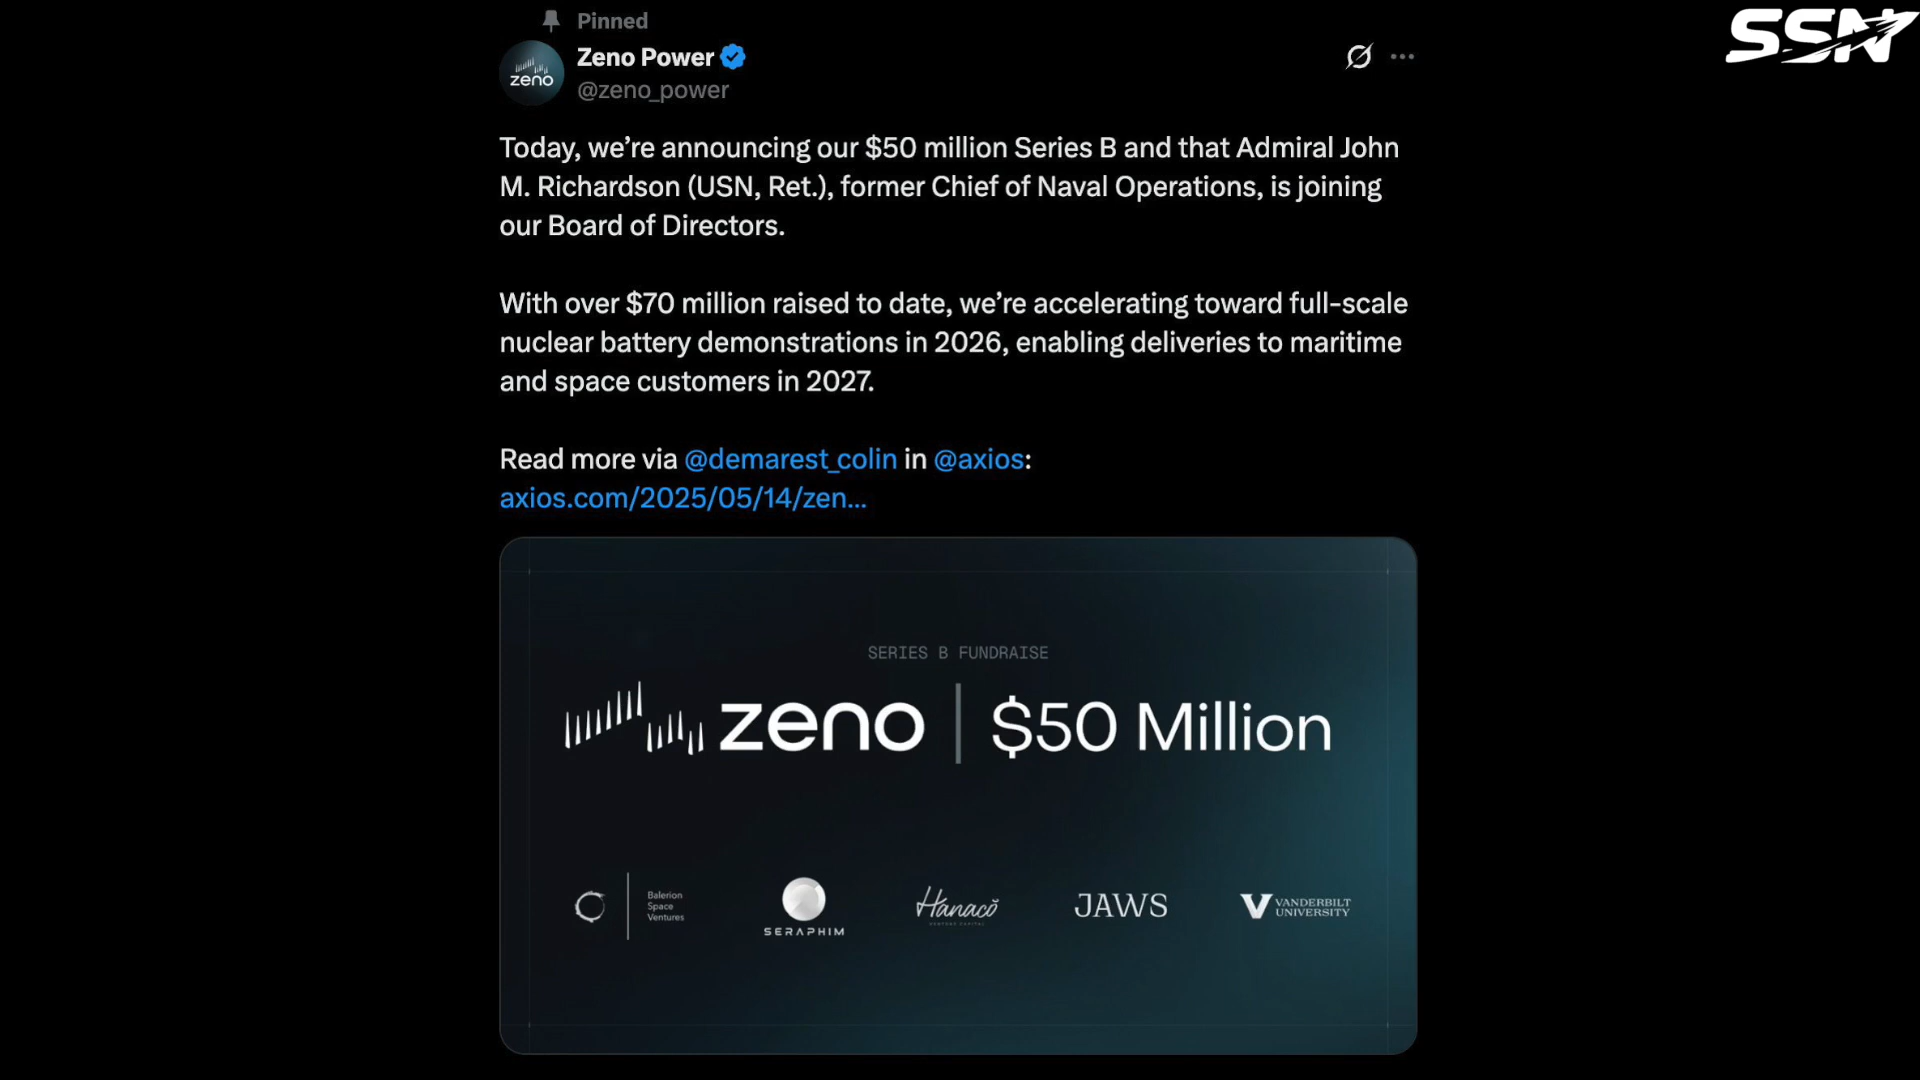 Pinned
SSN
Zeno Power
zeno
@zeno_power
Today, we’re announcing our $50 million Series B and that Admiral John
M. Richardson (USN, Ret.), former Chief of Naval Operations, is joining
our Board of Directors.
With over $70 million raised to date, we’re accelerating toward full-scale
nuclear battery demonstrations in 2026, enabling deliveries to maritime
and space customers in 2027.
Read more via @demarest_colin in @axios:
axios.com/2025/05/14/zen...
SERIES B FUNDRAISE
zeno | $50 Million
Balerion
Space
Ventures
SERAPHIM
Hanaco
VENTURE CAPITAL
JAWS
VANDERBILT
UNIVERSITY